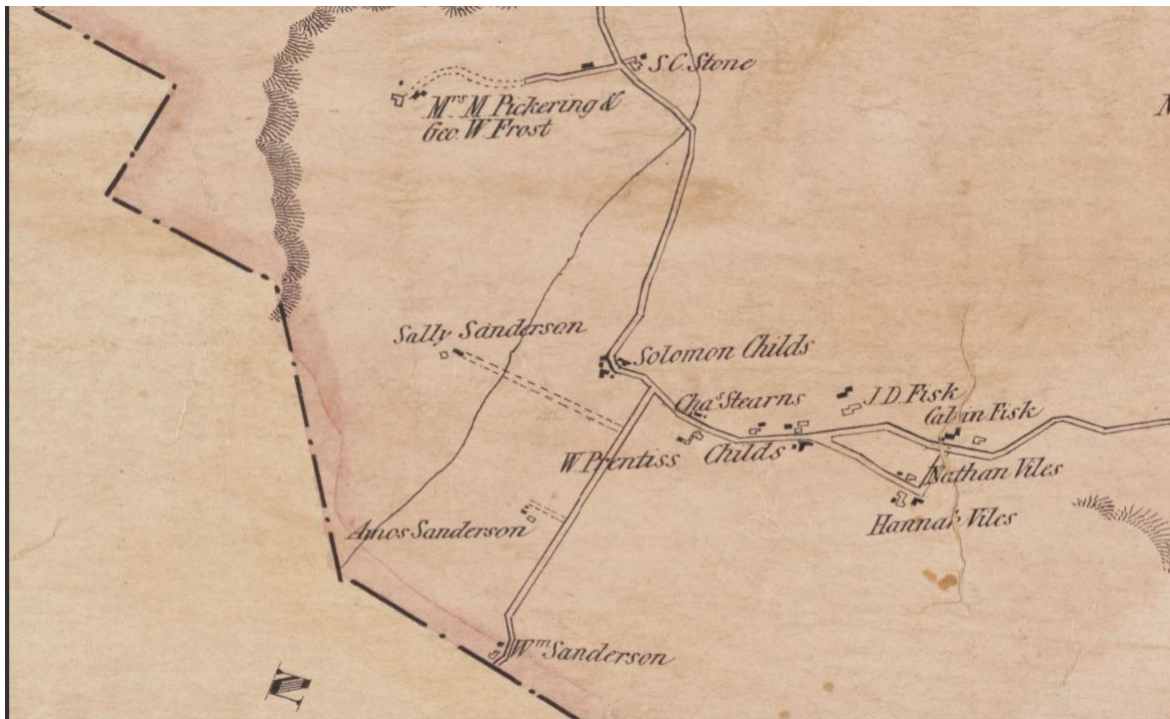 S.C. Stone
Mrs M Pickering &
Geo. W Frost
Sally Sanderson
Solomon Childs
J.D. Fisk
Chas Stearns
Calvin Fisk
W Prentiss
Childs
Nathan Viles
Hannah Viles
Amos Sanderson
Wm Sanderson
N